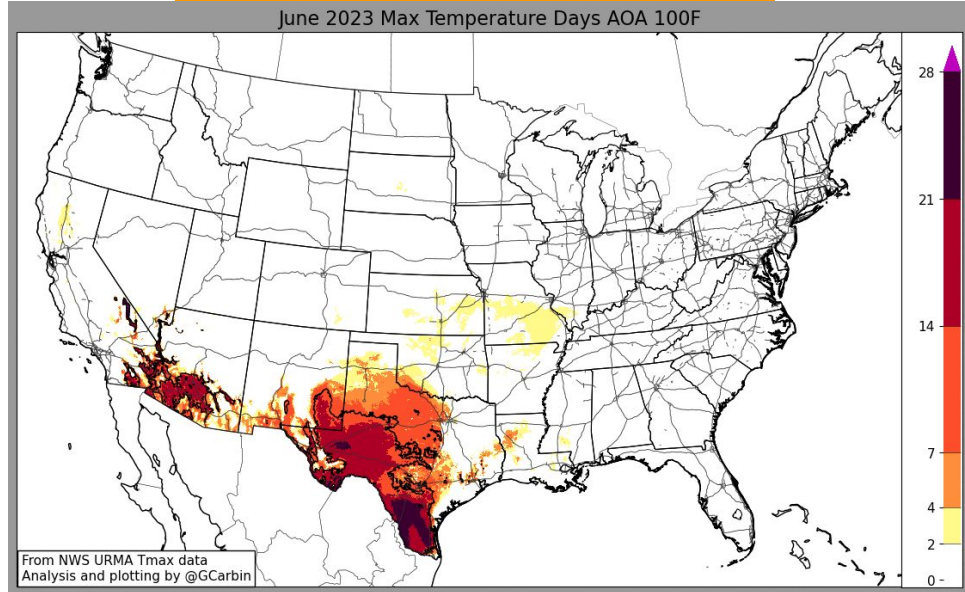 June 2023 Max Temperature Days AOA 100F
28
21
14
7
4
2
0
From NWS URMA Tmax data
Analysis and plotting by @GCarbin